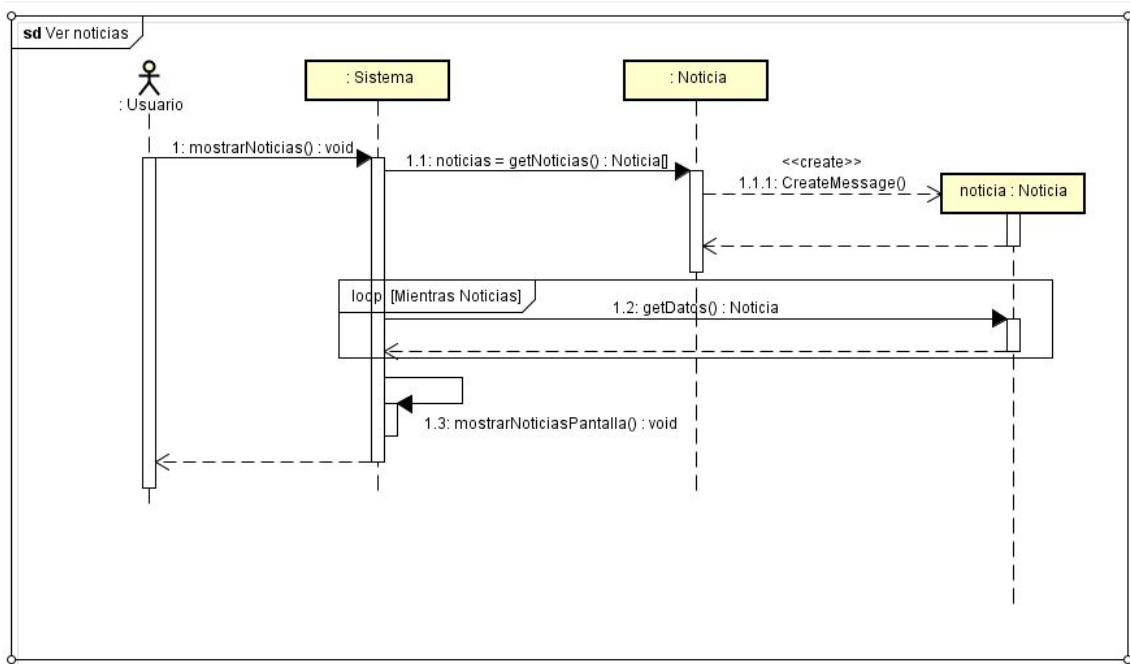 sd Ver noticias
: Usuario
: Sistema
: Noticia
1: mostrarNoticias() : void
1.1: noticias = getNoticias() : Noticia[]
<<create>>
1.1.1: CreateMessage()
noticia : Noticia
loop [Mientras Noticias]
1.2: getDatos() : Noticia
1.3: mostrarNoticiasPantalla() : void